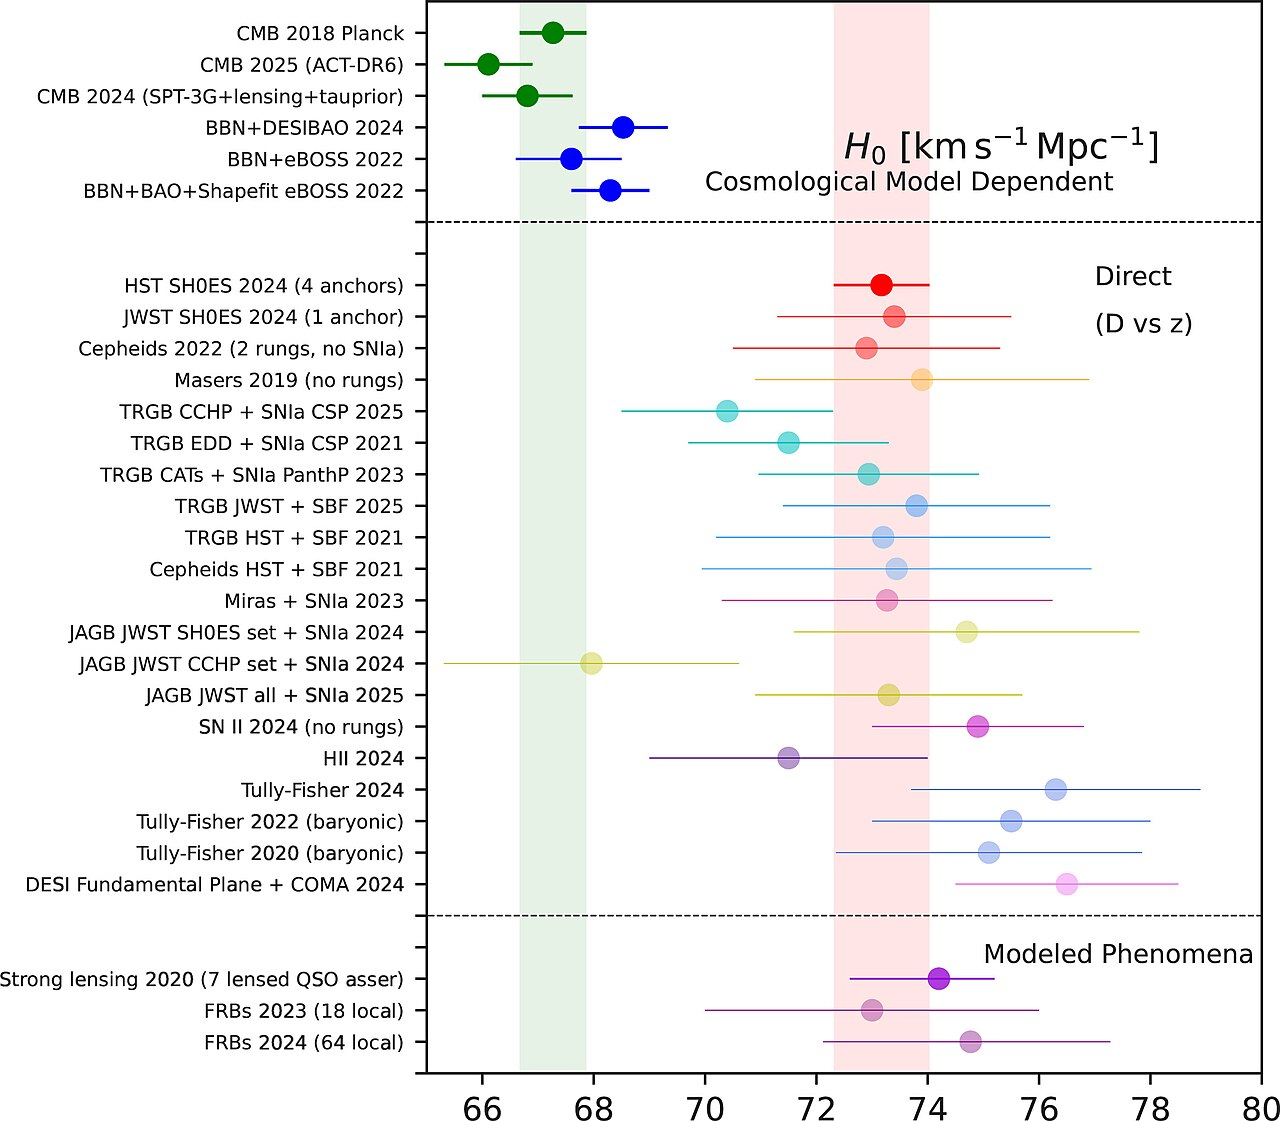 CMB 2018 Planck
CMB 2025 (ACT-DR6)
CMB 2024 (SPT-3G+lensing+tauprior)
BBN+DESIBAO 2024
BBN+eBOSS 2022
BBN+BAO+Shapefit eBOSS 2022
H₀ [km s⁻¹ Mpc⁻¹]
Cosmological Model Dependent
HST SH0ES 2024 (4 anchors)
JWST SH0ES 2024 (1 anchor)
Cepheids 2022 (2 rungs, no SNIa)
Masers 2019 (no rungs)
TRGB CCHP + SNIa CSP 2025
TRGB EDD + SNIa CSP 2021
TRGB CATs + SNIa PanthP 2023
TRGB JWST + SBF 2025
TRGB HST + SBF 2021
Cepheids HST + SBF 2021
Miras + SNIa 2023
JAGB JWST SH0ES set + SNIa 2024
JAGB JWST CCHP set + SNIa 2024
JAGB JWST all + SNIa 2025
SN II 2024 (no rungs)
HII 2024
Tully-Fisher 2024
Tully-Fisher 2022 (baryonic)
Tully-Fisher 2020 (baryonic)
DESI Fundamental Plane + COMA 2024
Direct
(D vs z)
Modeled Phenomena
Strong lensing 2020 (7 lensed QSO asser)
FRBs 2023 (18 local)
FRBs 2024 (64 local)
66 68 70 72 74 76 78 80